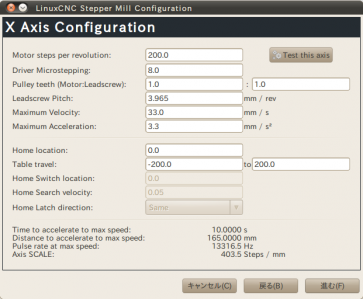 LinuxCNC Stepper Mill Configuration
X Axis Configuration
Motor steps per revolution: 200.0 Test this axis
Driver Microstepping: 8.0
Pulley teeth (Motor:Leadscrew): 1.0 : 1.0
Leadscrew Pitch: 3.965 mm / rev
Maximum Velocity: 33.0 mm / s
Maximum Acceleration: 3.3 mm / s²
Home location: 0.0
Table travel: -200.0 to 200.0
Home Switch location: 0.0
Home Search velocity: 0.05
Home Latch direction: Same
Time to accelerate to max speed: 10.0000 s
Distance to accelerate to max speed: 165.0000 mm
Pulse rate at max speed: 13316.5 Hz
Axis SCALE: 403.5 Steps / mm
キャンセル(C) 戻る(B) 進む(F)